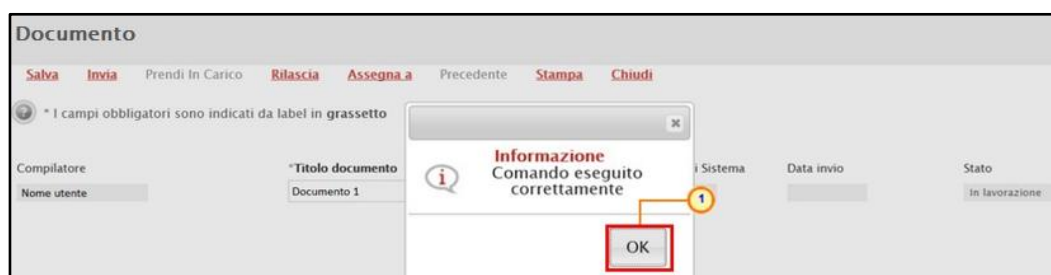 Documento
Salva Invia Prendi In Carico Rilascia Assegna a Precedente Stampa Chiudi
* I campi obbligatori sono indicati da label in grassetto
Informazione
Comando eseguito
correttamente
Compilatore *Titolo documento i Sistema Data invio Stato
Nome utente Documento 1 In lavorazione
1
OK